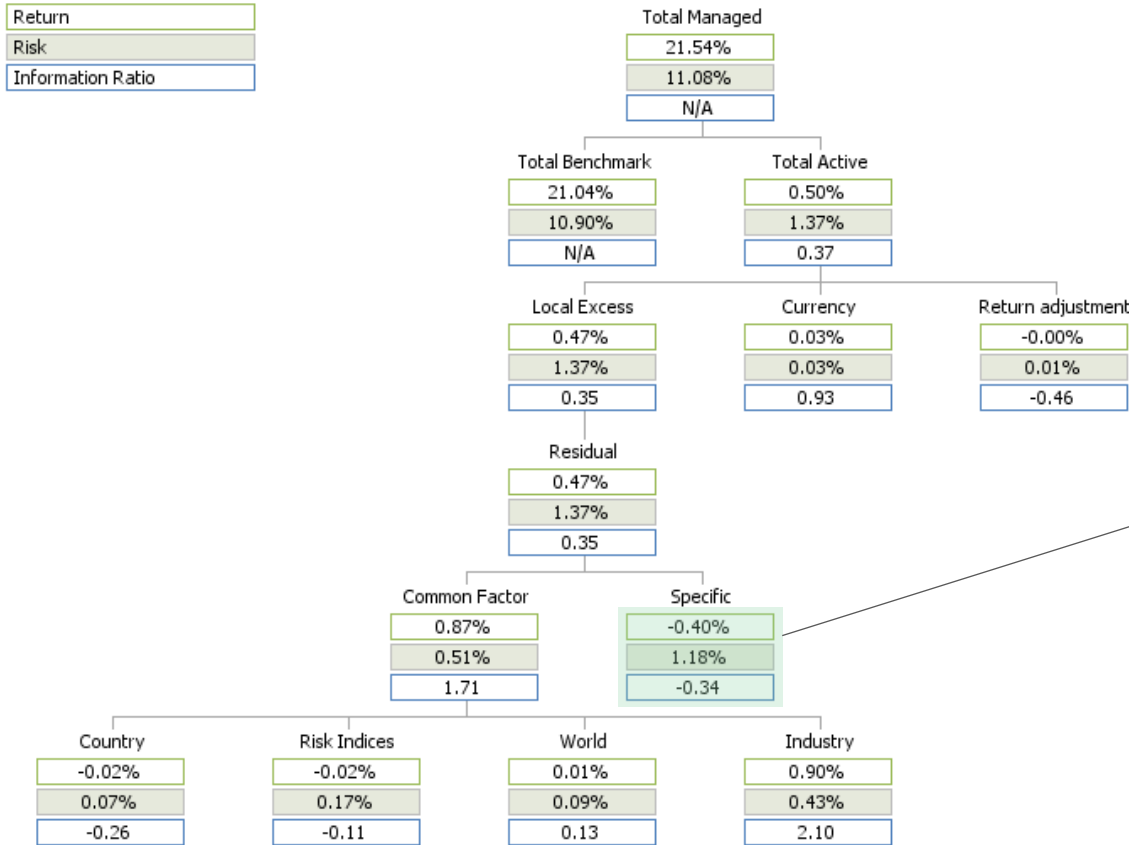 Return
Risk
Information Ratio
Total Managed
21.54%
11.08%
N/A
Total Benchmark
21.04%
10.90%
N/A
Total Active
0.50%
1.37%
0.37
Local Excess
0.47%
1.37%
0.35
Currency
0.03%
0.03%
0.93
Return adjustment
-0.00%
0.01%
-0.46
Residual
0.47%
1.37%
0.35
Common Factor
0.87%
0.51%
1.71
Specific
-0.40%
1.18%
-0.34
Country
-0.02%
0.07%
-0.26
Risk Indices
-0.02%
0.17%
-0.11
World
0.01%
0.09%
0.13
Industry
0.90%
0.43%
2.10